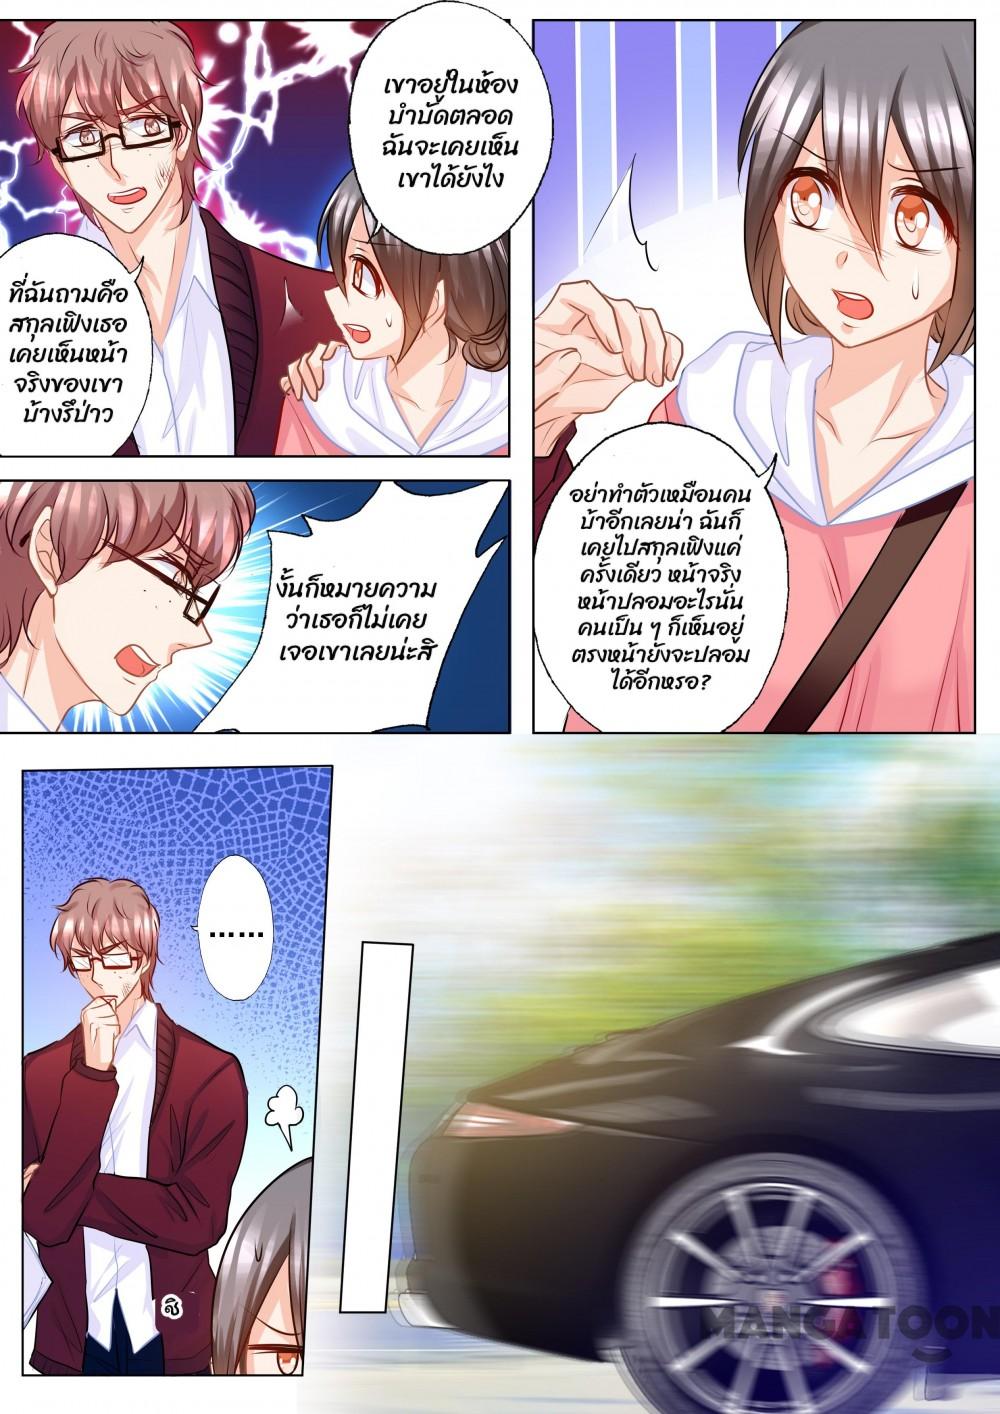 เขาอยู่ในห้อง
บำบัดตลอด
ฉันจะเคยเห็น
เขาได้ยังไง
ที่ฉันถามคือ
สกุลเฟิงเธอ
เคยเห็นหน้า
จริงของเขา
บ้างรึป่าว
อย่าทำตัวเหมือนคน
บ้าอีกเลยน่า ฉันก็
เคยไปสกุลเฟิงแค่
ครั้งเดียว หน้าจริง
หน้าปลอมอะไรนั่น
คนเป็น ๆ ก็เห็นอยู่
ตรงหน้ายังจะปลอม
ได้อีกหรอ?
งั้นก็หมายความ
ว่าเธอก็ไม่เคย
เจอเขาเลยน่ะสิ
......
ชิ
MANGATOON